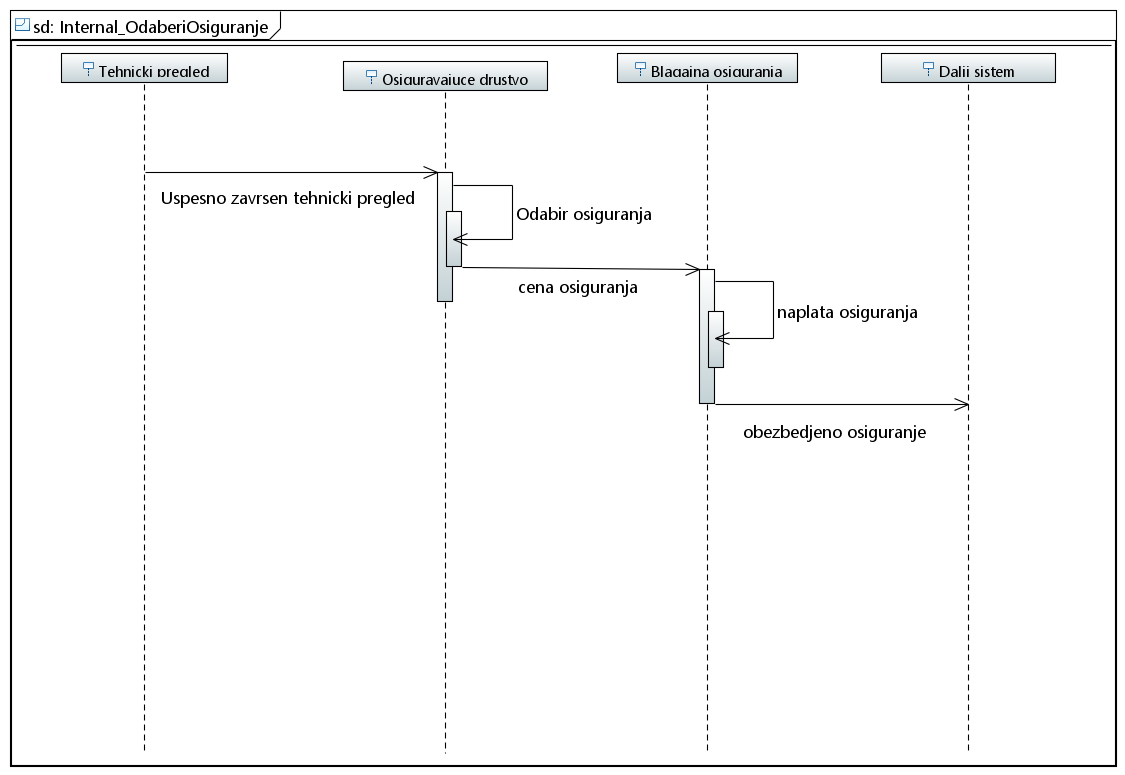 sd: Internal_OdaberiOsiguranje
Tehnicki pregled
Osiguravajuce drustvo
Blagajna osiguranja
Dalji sistem
Uspesno zavrsen tehnicki pregled
Odabir osiguranja
cena osiguranja
naplata osiguranja
obezbedjeno osiguranje